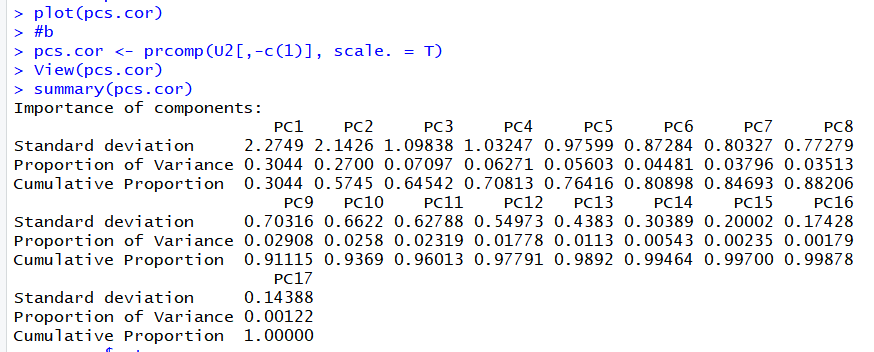 > plot(pcs.cor)
> #b
> pcs.cor <- prcomp(U2[,-c(1)], scale. = T)
> View(pcs.cor)
> summary(pcs.cor)
Importance of components:
PC1 PC2 PC3 PC4 PC5 PC6 PC7 PC8
Standard deviation 2.2749 2.1426 1.09838 1.03247 0.97599 0.87284 0.80327 0.77279
Proportion of Variance 0.3044 0.2700 0.07097 0.06271 0.05603 0.04481 0.03796 0.03513
Cumulative Proportion 0.3044 0.5745 0.64542 0.70813 0.76416 0.80898 0.84693 0.88206
PC9 PC10 PC11 PC12 PC13 PC14 PC15 PC16
Standard deviation 0.70316 0.6622 0.62788 0.54973 0.4383 0.30389 0.20002 0.17428
Proportion of Variance 0.02908 0.0258 0.02319 0.01778 0.0113 0.00543 0.00235 0.00179
Cumulative Proportion 0.91115 0.9369 0.96013 0.97791 0.9892 0.99464 0.99700 0.99878
PC17
Standard deviation 0.14388
Proportion of Variance 0.00122
Cumulative Proportion 1.00000